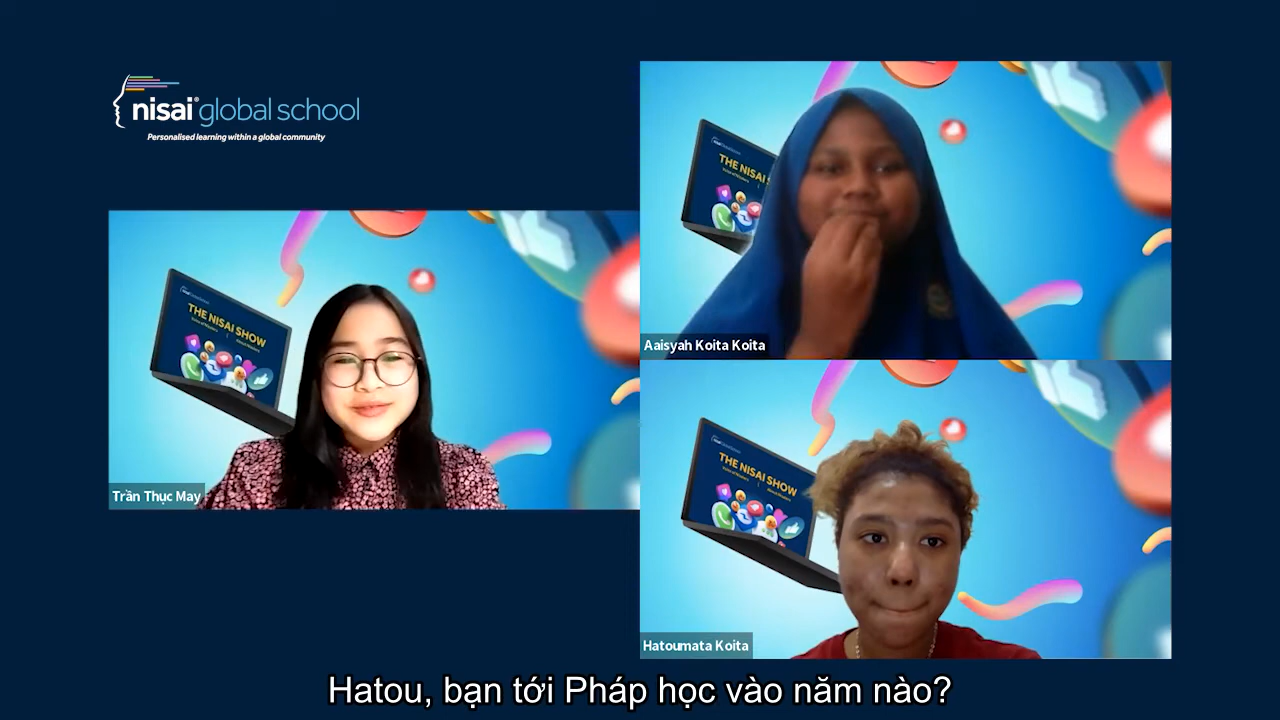 nisai® global school
Personalised learning within a global community
THE NISAI SHOW
Aaisyah Koita Koita
THE NISAI SHOW
Trần Thục May
THE NISAI SHOW
Hatoumata Koita
Hatou, bạn tới Pháp học vào năm nào?